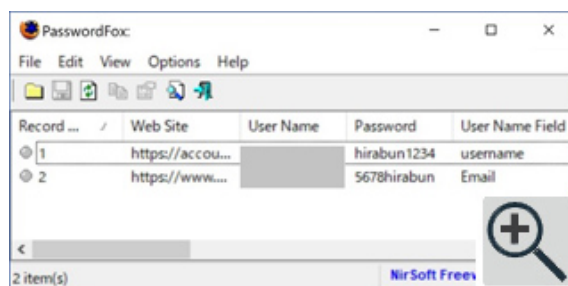 PasswordFox:
File Edit View Options Help
Record ... / Web Site User Name Password User Name Field
1 https://accou... hirabun1234 username
2 https://www.... 5678hirabun Email
2 item(s) NirSoft Freew